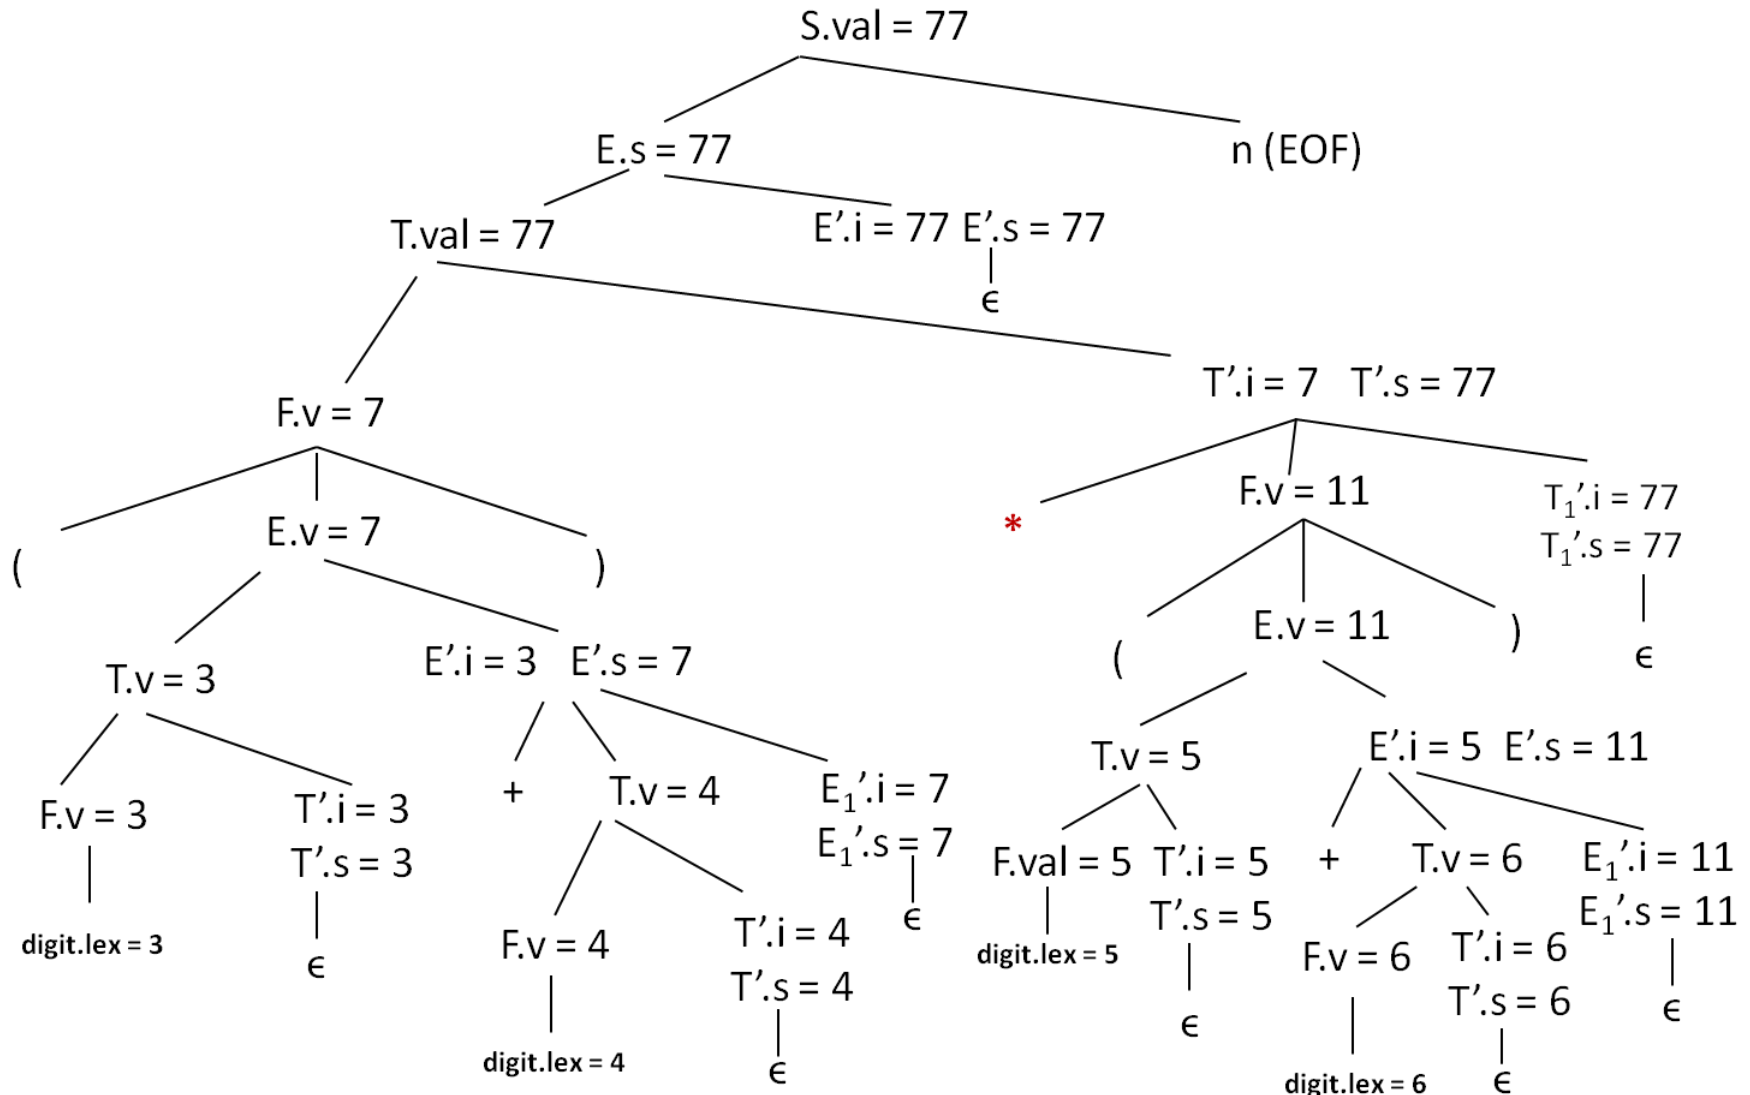 S.val = 77
E.s = 77
n (EOF)
T.val = 77
E’.i = 77 E’.s = 77
ϵ
F.v = 7
T’.i = 7 T’.s = 77
(
E.v = 7
)
*
F.v = 11
T₁’.i = 77
T₁’.s = 77
ϵ
T.v = 3
E’.i = 3 E’.s = 7
(
E.v = 11
)
F.v = 3
T’.i = 3
T’.s = 3
+
T.v = 4
E₁’.i = 7
E₁’.s = 7
ϵ
T.v = 5
E’.i = 5 E’.s = 11
digit.lex = 3
ϵ
F.v = 4
T’.i = 4
T’.s = 4
F.val = 5
T’.i = 5
T’.s = 5
+
T.v = 6
E₁’.i = 11
E₁’.s = 11
digit.lex = 4
ϵ
digit.lex = 5
ϵ
F.v = 6
T’.i = 6
T’.s = 6
ϵ
digit.lex = 6
ϵ